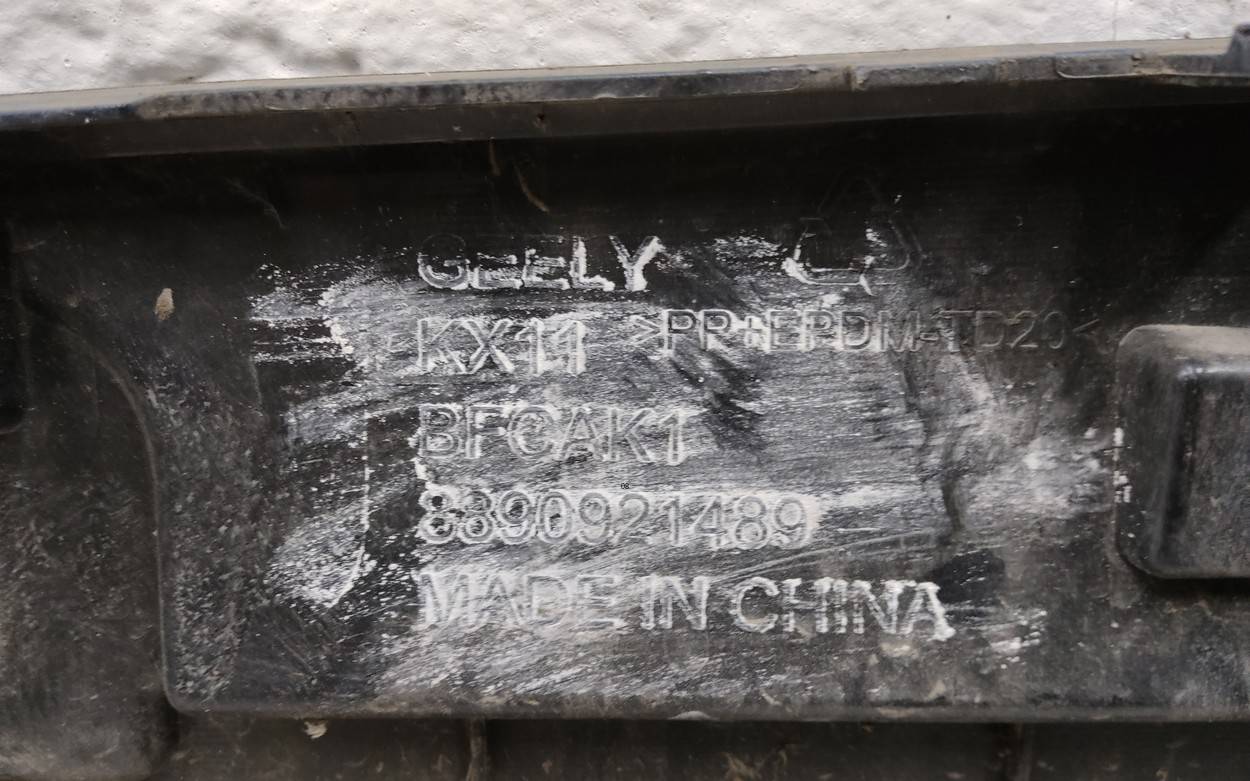 GEELY
KX11 >PP+EPDM-TD20<
BFCAK1
8890921489
MADE IN CHINA